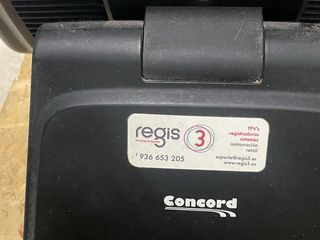 regis 3
T 936 653 205
TPV's
registradoras
sistemas
restauración
retail
soporte@regis3.es
www.regis3.es
Concord